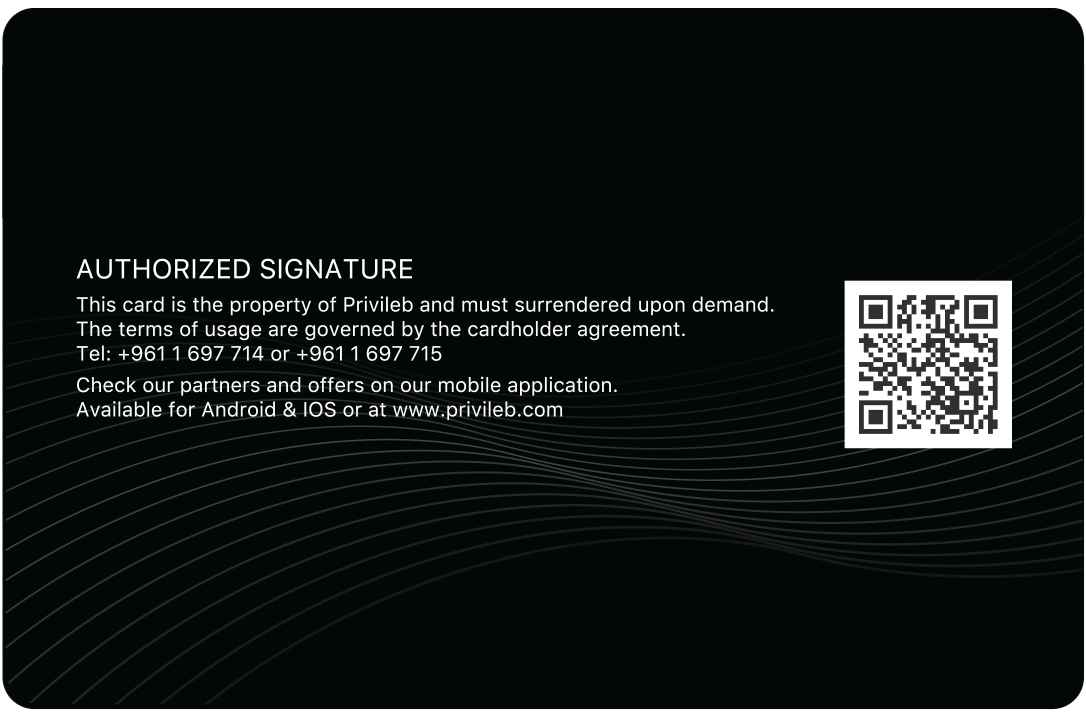 AUTHORIZED SIGNATURE
This card is the property of Privileb and must surrendered upon demand.
The terms of usage are governed by the cardholder agreement.
Tel: +961 1 697 714 or +961 1 697 715
Check our partners and offers on our mobile application.
Available for Android & IOS or at www.privileb.com